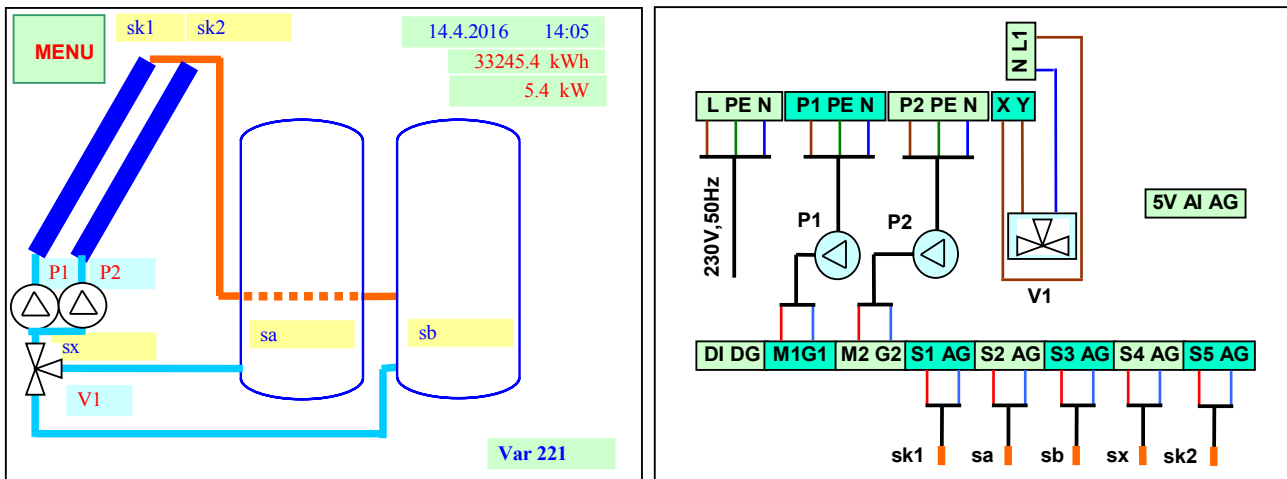 MENU
sk1 sk2
14.4.2016 14:05
33245.4 kWh
5.4 kW
P1 P2
sx
sa
sb
V1
Var 221
N L1
L PE N P1 PE N P2 PE N X Y
5V AI AG
230V,50Hz
P1
P2
V1
DI DG M1G1 M2 G2 S1 AG S2 AG S3 AG S4 AG S5 AG
sk1 sa sb sx sk2